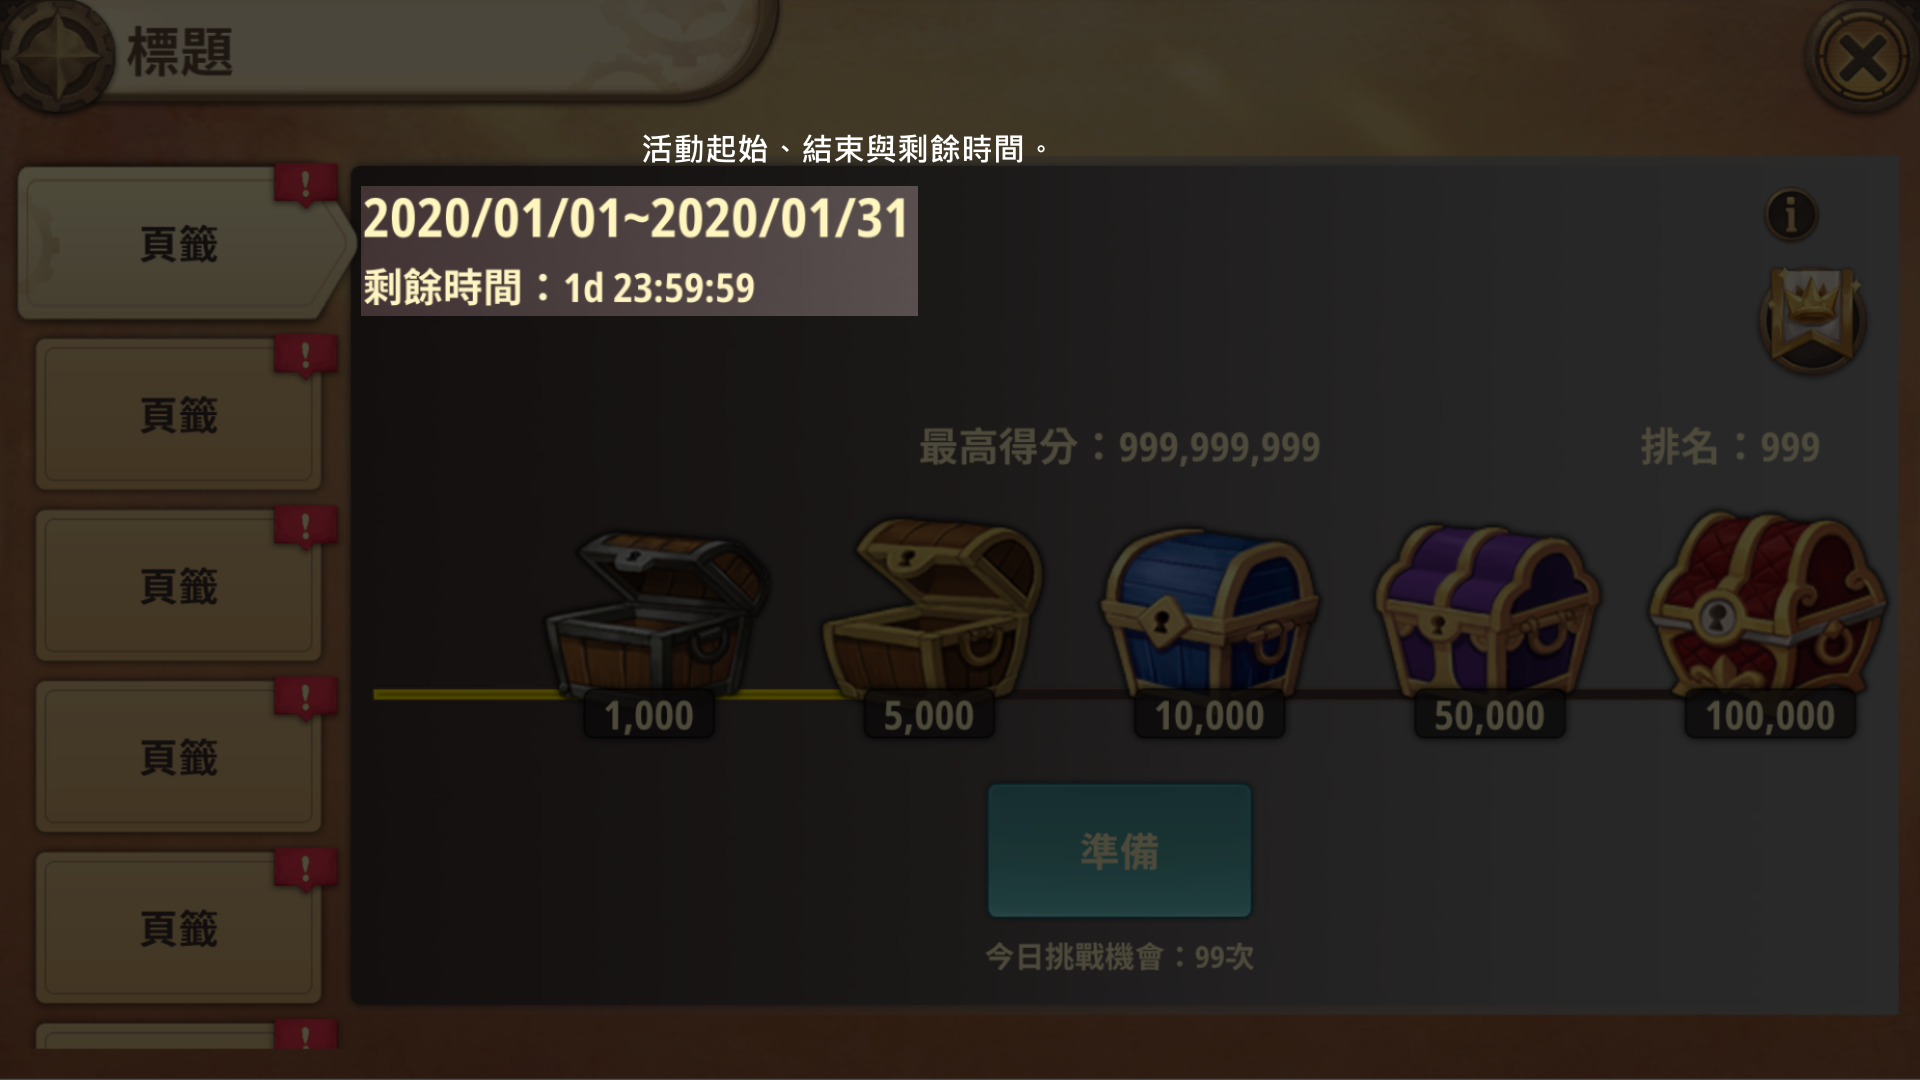 標題
活動起始、結束與剩餘時間。
頁籤
2020/01/01~2020/01/31
剩餘時間：1d 23:59:59
頁籤
最高得分：999,999,999
排名：999
頁籤
1,000
5,000
10,000
50,000
100,000
頁籤
準備
頁籤
今日挑戰機會：99次